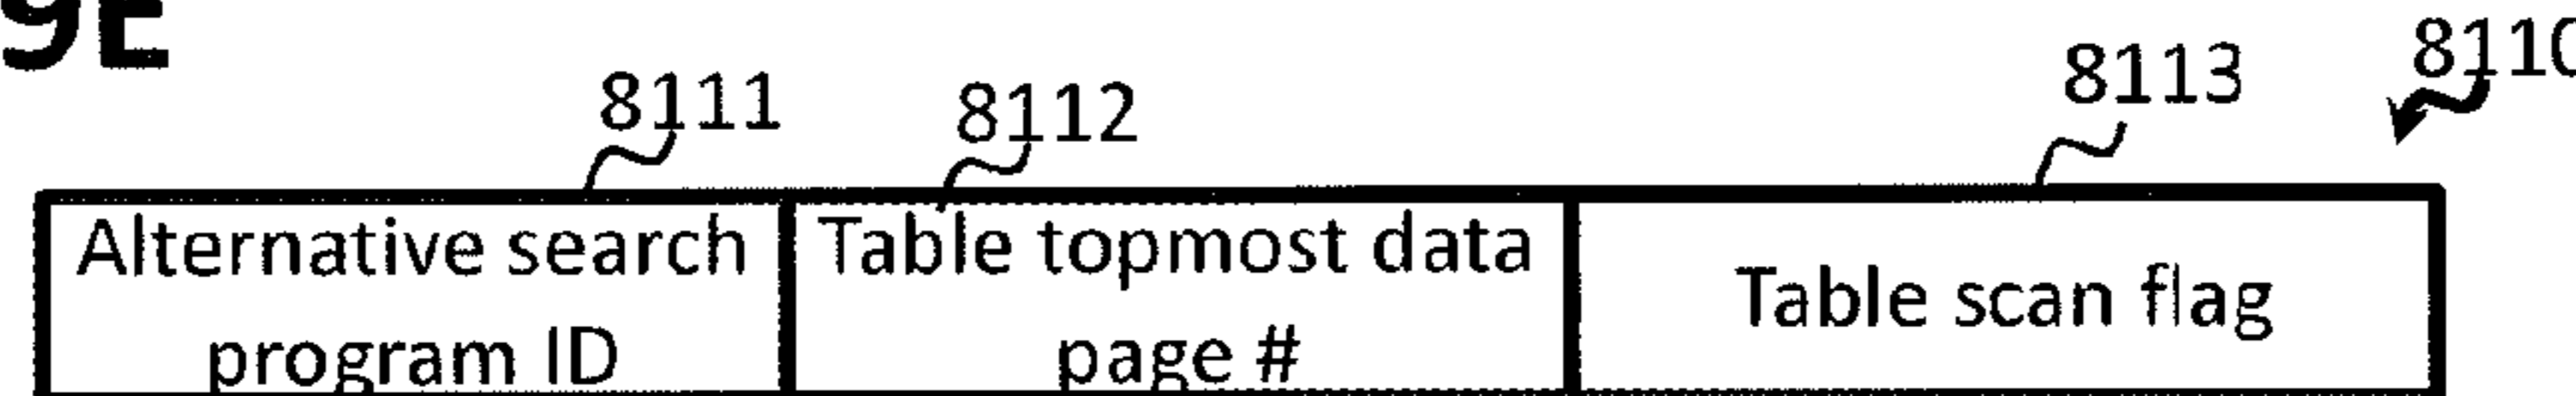 9E
8111 8112 8113 8110
Alternative search Table topmost data Table scan flag
program ID page #